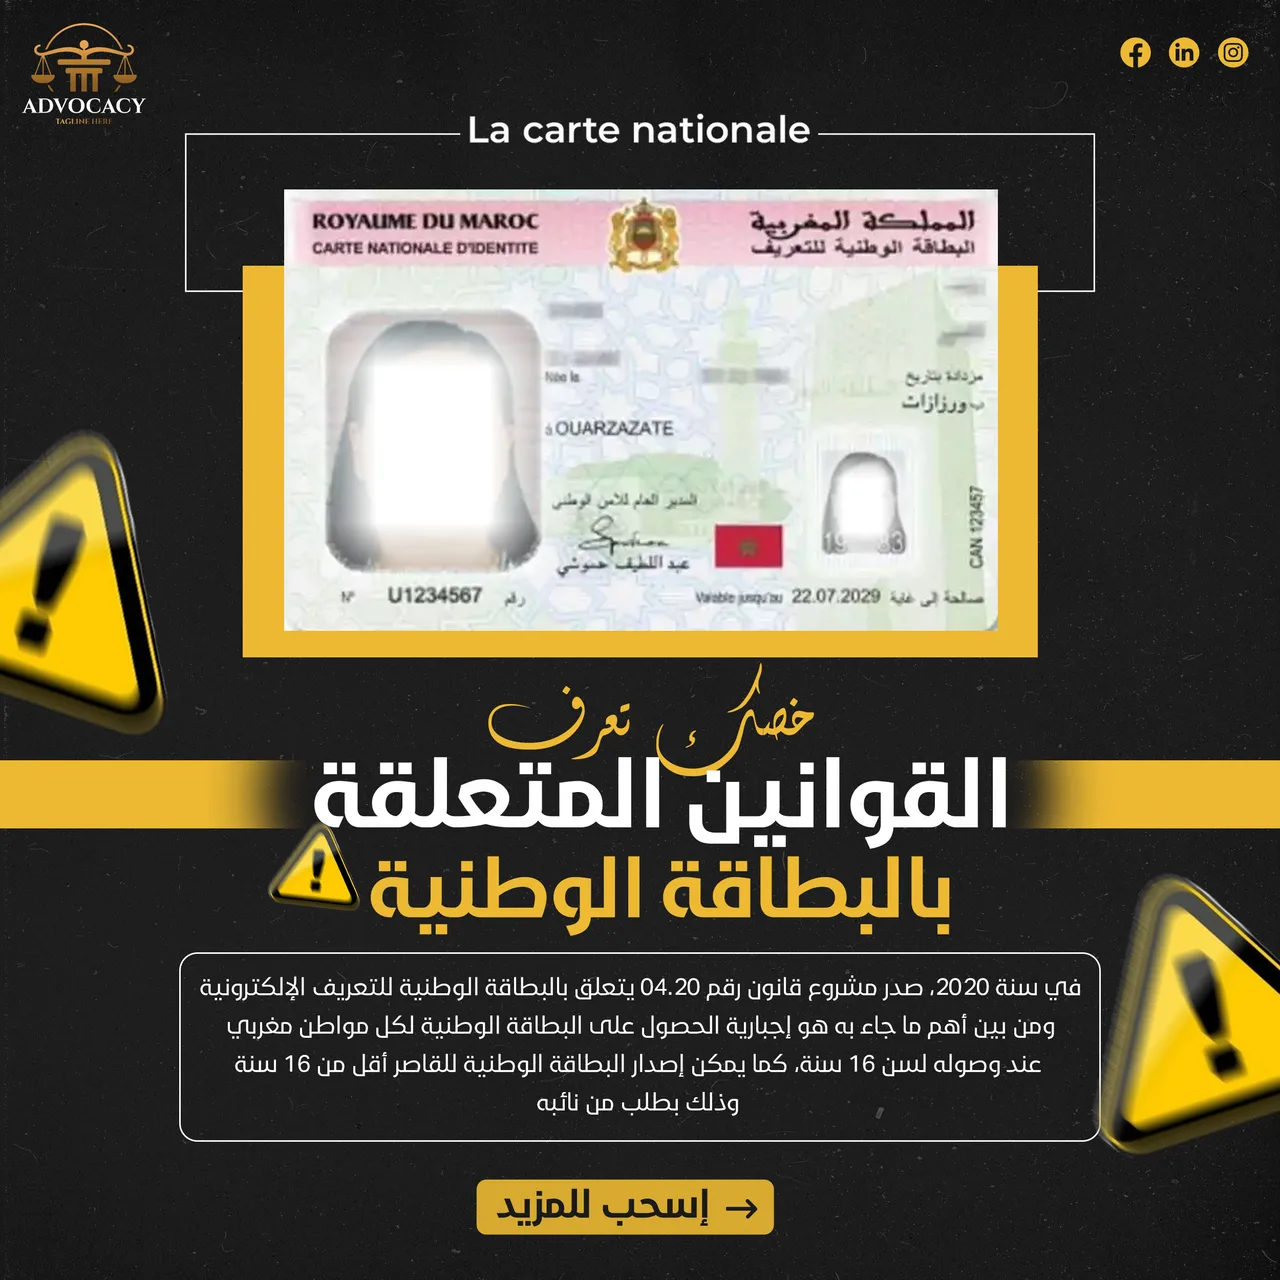 ADVOCACY
TAGLINE HERE
La carte nationale
ROYAUME DU MAROC
المملكة المغربية
CARTE NATIONALE D'IDENTITE
البطاقة الوطنية للتعريف
Née le
مزدادة بتاريخ
ب ورزازات
à OUARZAZATE
المدير العام للأمن الوطني
عبد اللطيف حموشي
CAN 123457
N° U1234567 رقم
Valable jusqu'au 22.07.2029 صالحة إلى غاية
خصك تعرف
القوانين المتعلقة
بالبطاقة الوطنية
في سنة 2020، صدر مشروع قانون رقم 04.20 يتعلق بالبطاقة الوطنية للتعريف الإلكترونية
ومن بين أهم ما جاء به هو إجبارية الحصول على البطاقة الوطنية لكل مواطن مغربي
عند وصوله لسن 16 سنة، كما يمكن إصدار البطاقة الوطنية للقاصر أقل من 16 سنة
وذلك بطلب من نائبه
إسحب للمزيد